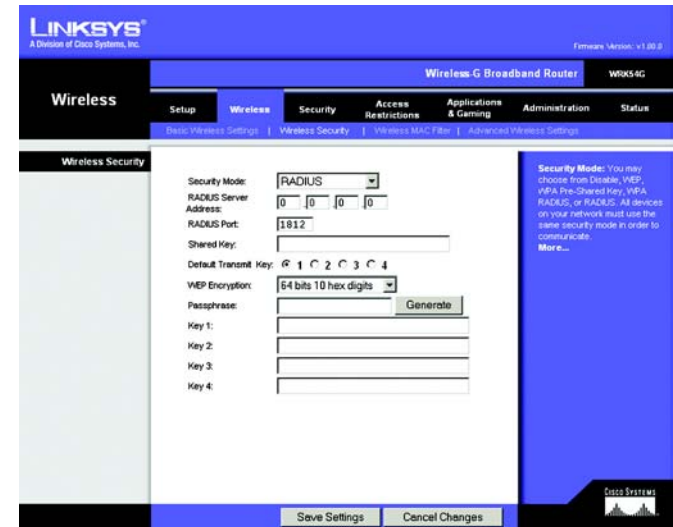 LINKSYS®
A Division of Cisco Systems, Inc.
Firmware Version: v1.00.0
Wireless-G Broadband Router WRK54G
Wireless
Setup Wireless Security Access Restrictions Applications & Gaming Administration Status
Basic Wireless Settings | Wireless Security | Wireless MAC Filter | Advanced Wireless Settings
Wireless Security
Security Mode: RADIUS
RADIUS Server Address: 0 . 0 . 0 . 0
RADIUS Port: 1812
Shared Key:
Default Transmit Key: 1 2 3 4
WEP Encryption: 64 bits 10 hex digits
Passphrase: Generate
Key 1:
Key 2:
Key 3:
Key 4:
Security Mode: You may
choose from Disable, WEP,
WPA Pre-Shared Key, WPA
RADIUS, or RADIUS. All devices
on your network must use the
same security mode in order to
communicate.
More...
Save Settings Cancel Changes
CISCO SYSTEMS